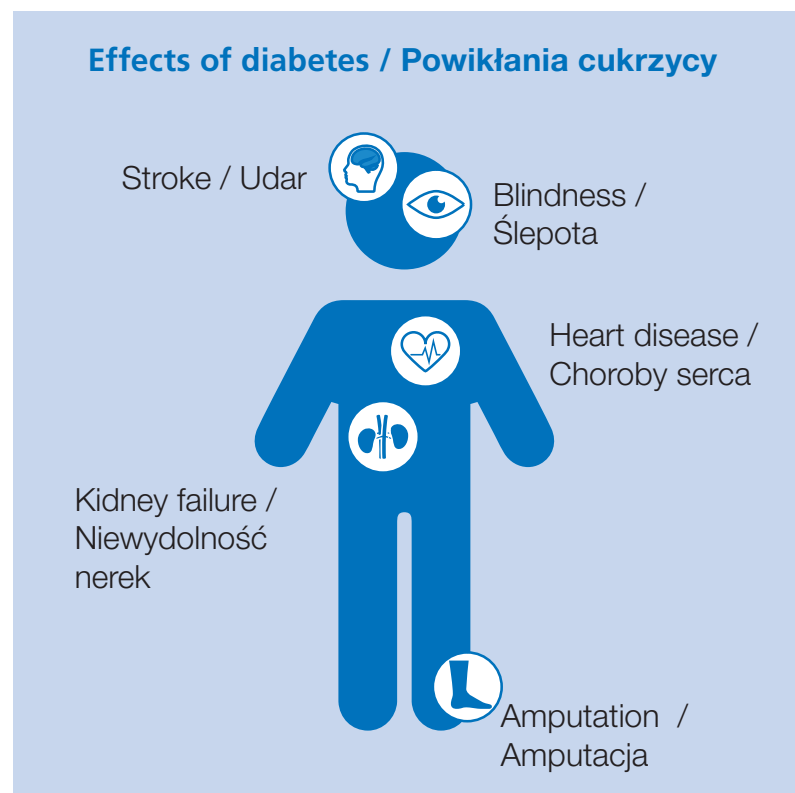 Effects of diabetes / Powikłania cukrzycy
Stroke / Udar
Blindness /
Ślepota
Heart disease /
Choroby serca
Kidney failure /
Niewydolność
nerek
Amputation /
Amputacja